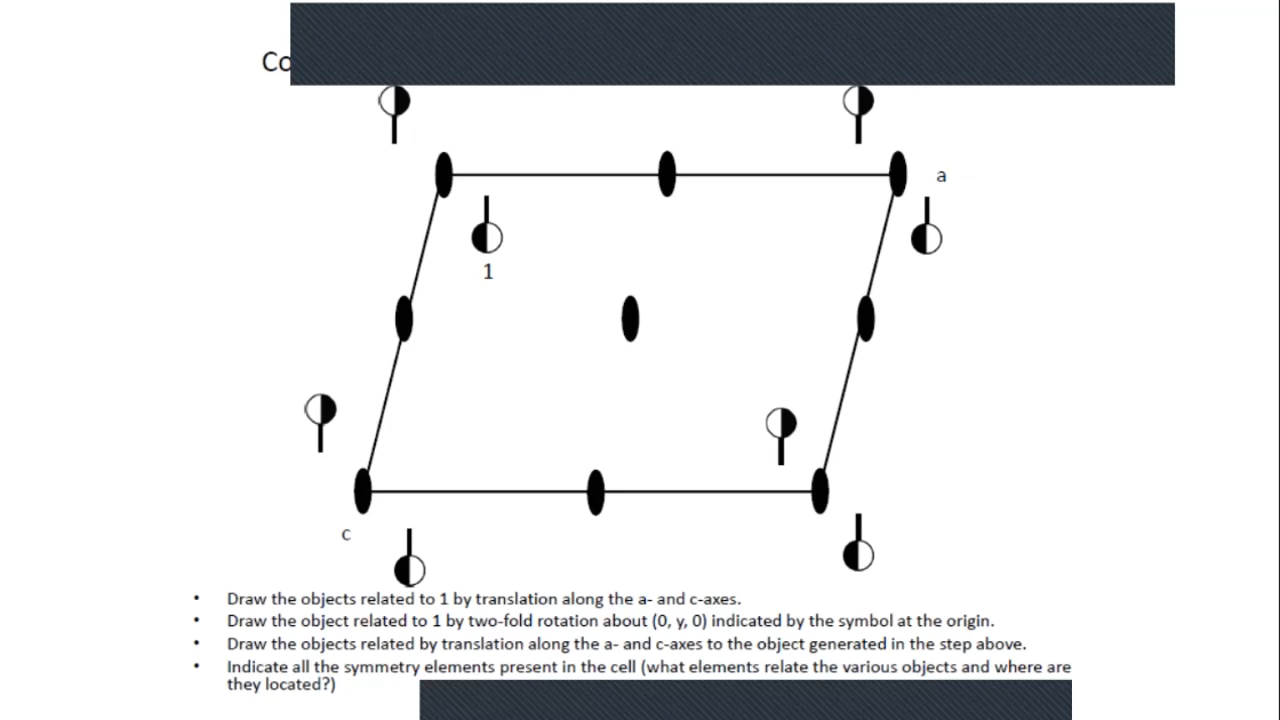 Co
a
1
c
• Draw the objects related to 1 by translation along the a- and c-axes.
• Draw the object related to 1 by two-fold rotation about (0, y, 0) indicated by the symbol at the origin.
• Draw the objects related by translation along the a- and c-axes to the object generated in the step above.
• Indicate all the symmetry elements present in the cell (what elements relate the various objects and where are
they located?)